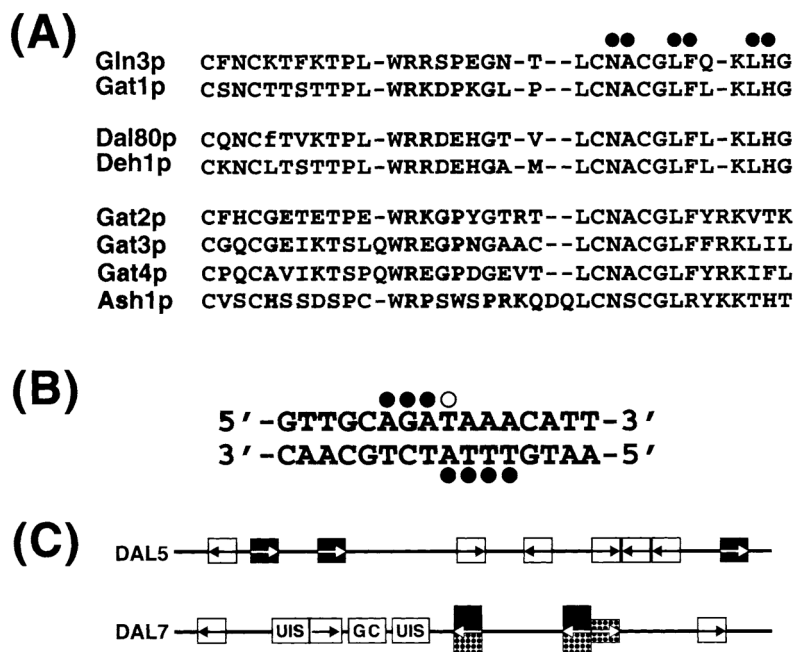 (A)
Gln3p CFNCKTFKTPL-WRRSPEGN-T--LCNACGLFQ-KLHG
Gat1p CSNCTTSTTPL-WRKDPKGL-P--LCNACGLFL-KLHG
Dal80p CQNCfTVKTPL-WRRDEHGT-V--LCNACGLFL-KLHG
Deh1p CKNCLTSTTPL-WRRDEHGA-M--LCNACGLFL-KLHG
Gat2p CFHCGETETPE-WRKGPYGTRT--LCNACGLFYRKVTK
Gat3p CGQCGEIKTSLQWREGPNGAAC--LCNACGLFFRKLIL
Gat4p CPQCAVIKTSPQWREGPDGEVT--LCNACGLFYRKIFL
Ash1p CVSCHSSDSPC-WRPSWSPRKQDQLCNSCGLRYKKTHT
(B)
5'-GTTGCAGATAAACATT-3'
3'-CAACGTCTATTTGTAA-5'
(C)
DAL5
DAL7 UIS GC UIS